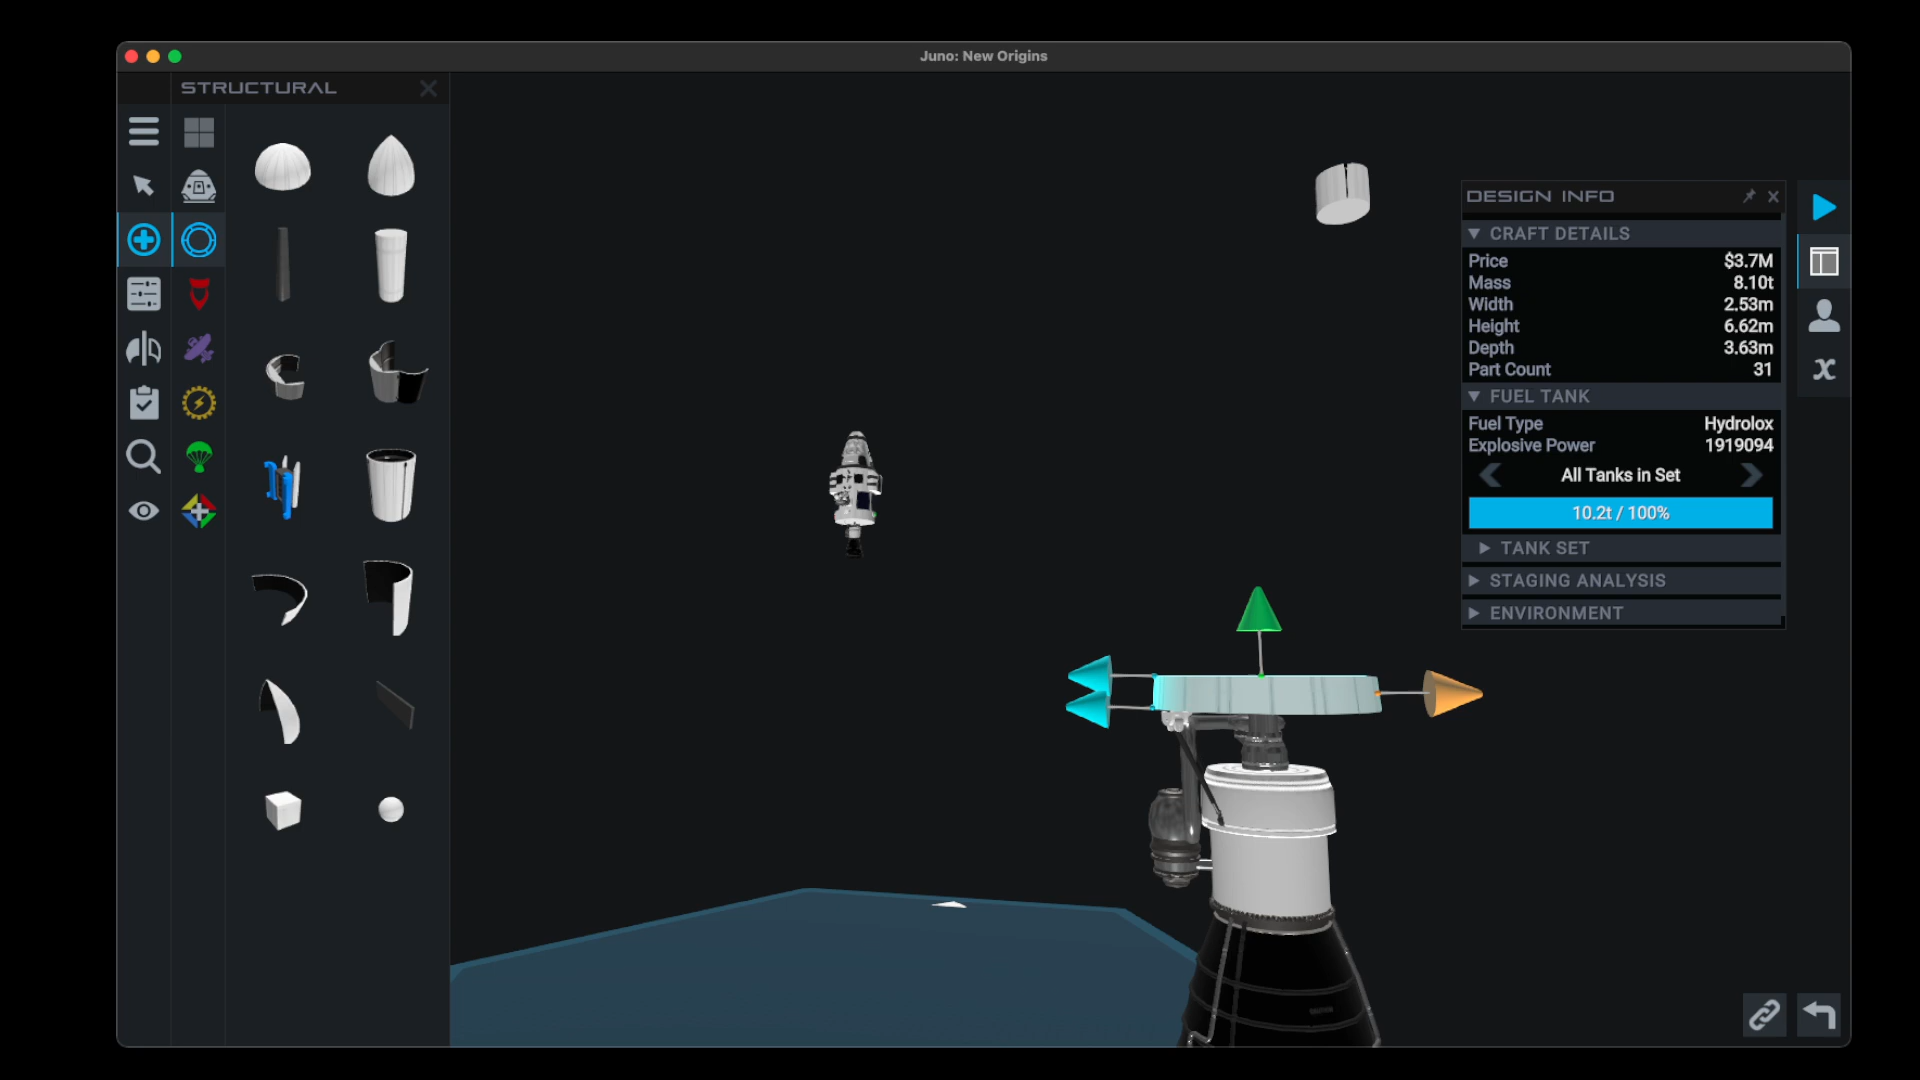 Juno: New Origins
STRUCTURAL
DESIGN INFO
CRAFT DETAILS
Price $3.7M
Mass 8.10t
Width 2.53m
Height 6.62m
Depth 3.63m
Part Count 31
FUEL TANK
Fuel Type Hydrolox
Explosive Power 1919094
All Tanks in Set
10.2t / 100%
TANK SET
STAGING ANALYSIS
ENVIRONMENT